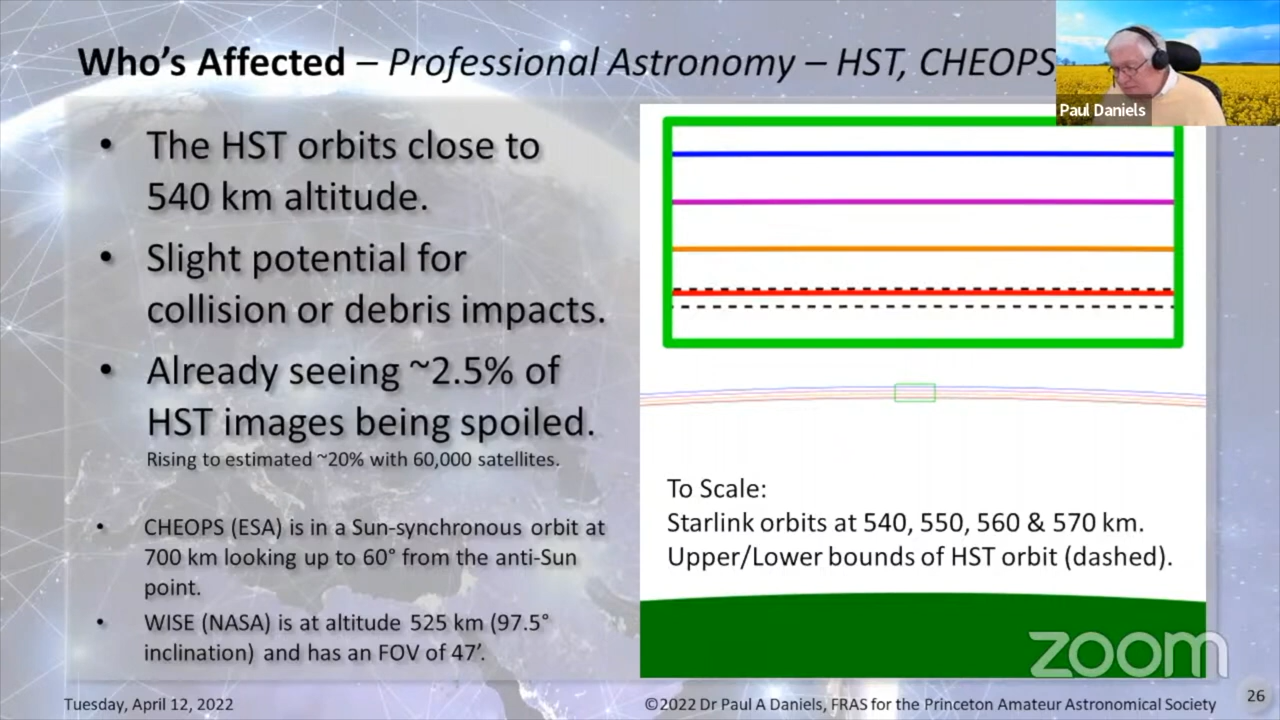 Who's Affected – Professional Astronomy – HST, CHEOPS
Paul Daniels
• The HST orbits close to
540 km altitude.
• Slight potential for
collision or debris impacts.
• Already seeing ~2.5% of
HST images being spoiled.
Rising to estimated ~20% with 60,000 satellites.
• CHEOPS (ESA) is in a Sun-synchronous orbit at
700 km looking up to 60° from the anti-Sun
point.
• WISE (NASA) is at altitude 525 km (97.5°
inclination) and has an FOV of 47′.
To Scale:
Starlink orbits at 540, 550, 560 & 570 km.
Upper/Lower bounds of HST orbit (dashed).
zoom
Tuesday, April 12, 2022
©2022 Dr Paul A Daniels, FRAS for the Princeton Amateur Astronomical Society
26